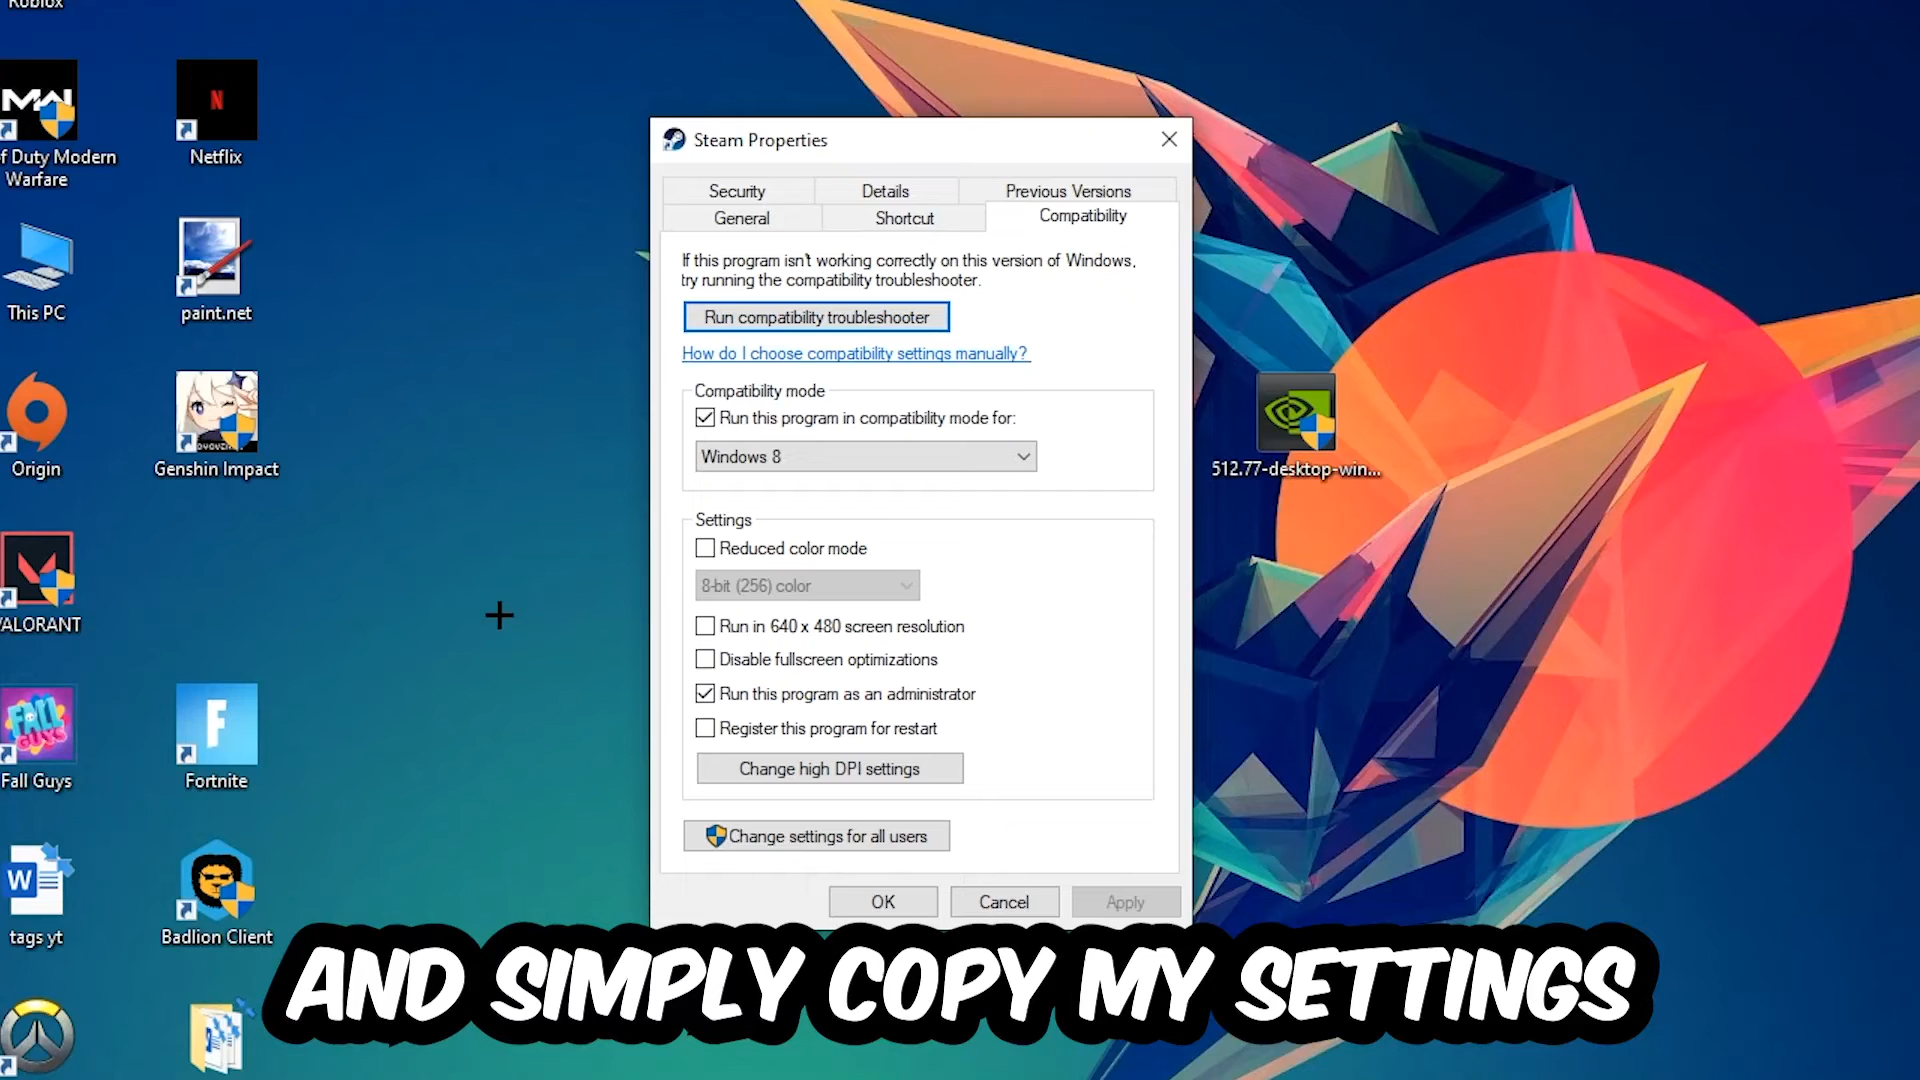 Roblox
f Duty Modern
Warfare
Netflix
N
This PC
paint.net
Origin
Genshin Impact
VALORANT
Fall Guys
FALL
GUYS
Fortnite
F
W
tags yt
Badlion Client
Steam Properties
Security
Details
Previous Versions
General
Shortcut
Compatibility
If this program isn't working correctly on this version of Windows,
try running the compatibility troubleshooter.
Run compatibility troubleshooter
How do I choose compatibility settings manually?
Compatibility mode
Run this program in compatibility mode for:
Windows 8
Settings
Reduced color mode
8-bit (256) color
Run in 640 x 480 screen resolution
Disable fullscreen optimizations
Run this program as an administrator
Register this program for restart
Change high DPI settings
Change settings for all users
OK
Cancel
Apply
512.77-desktop-win...
AND SIMPLY COPY MY SETTINGS